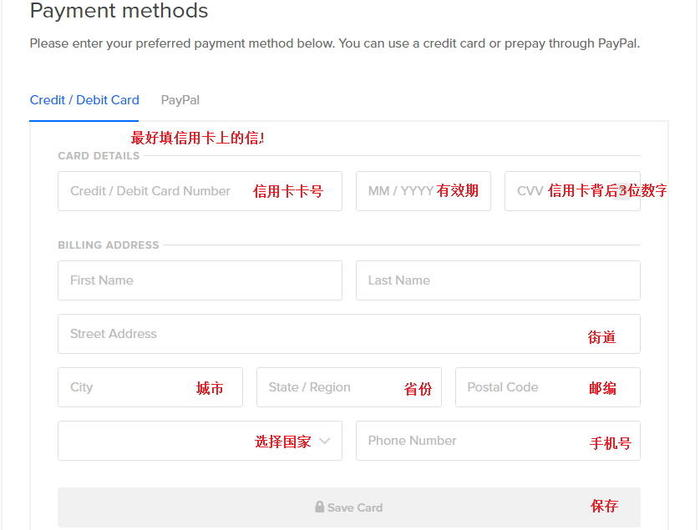 Payment methods
Please enter your preferred payment method below. You can use a credit card or prepay through PayPal.
Credit / Debit Card PayPal
最好填信用卡上的信!
CARD DETAILS
Credit / Debit Card Number 信用卡卡号 MM / YYYY 有效期 CVV 信用卡背后3位数字
BILLING ADDRESS
First Name Last Name
Street Address 街道
City 城市 State / Region 省份 Postal Code 邮编
选择国家 Phone Number 手机号
Save Card 保存